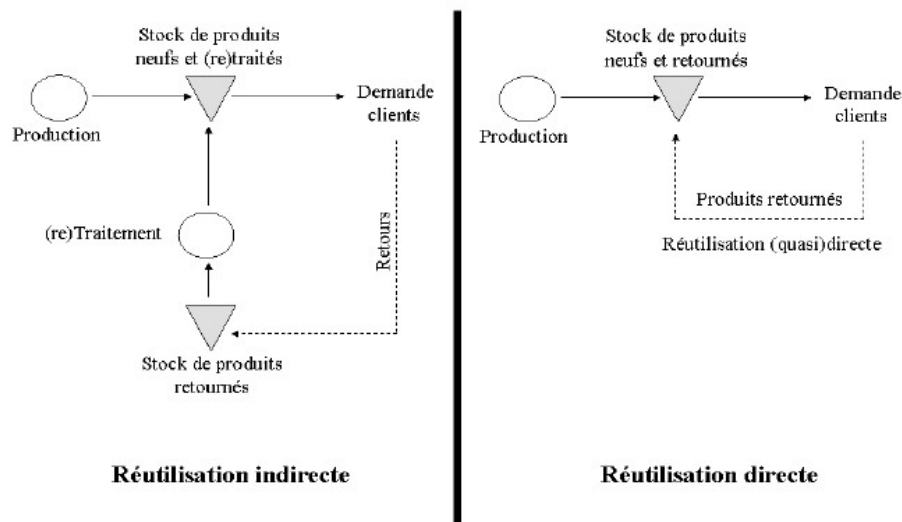 Stock de produits
neufs et (re)traités
Demande
clients
Production
(re)Traitement
Retours
Stock de produits
retournés
Réutilisation indirecte
Stock de produits
neufs et retournés
Demande
clients
Production
Produits retournés
Réutilisation (quasi)directe
Réutilisation directe